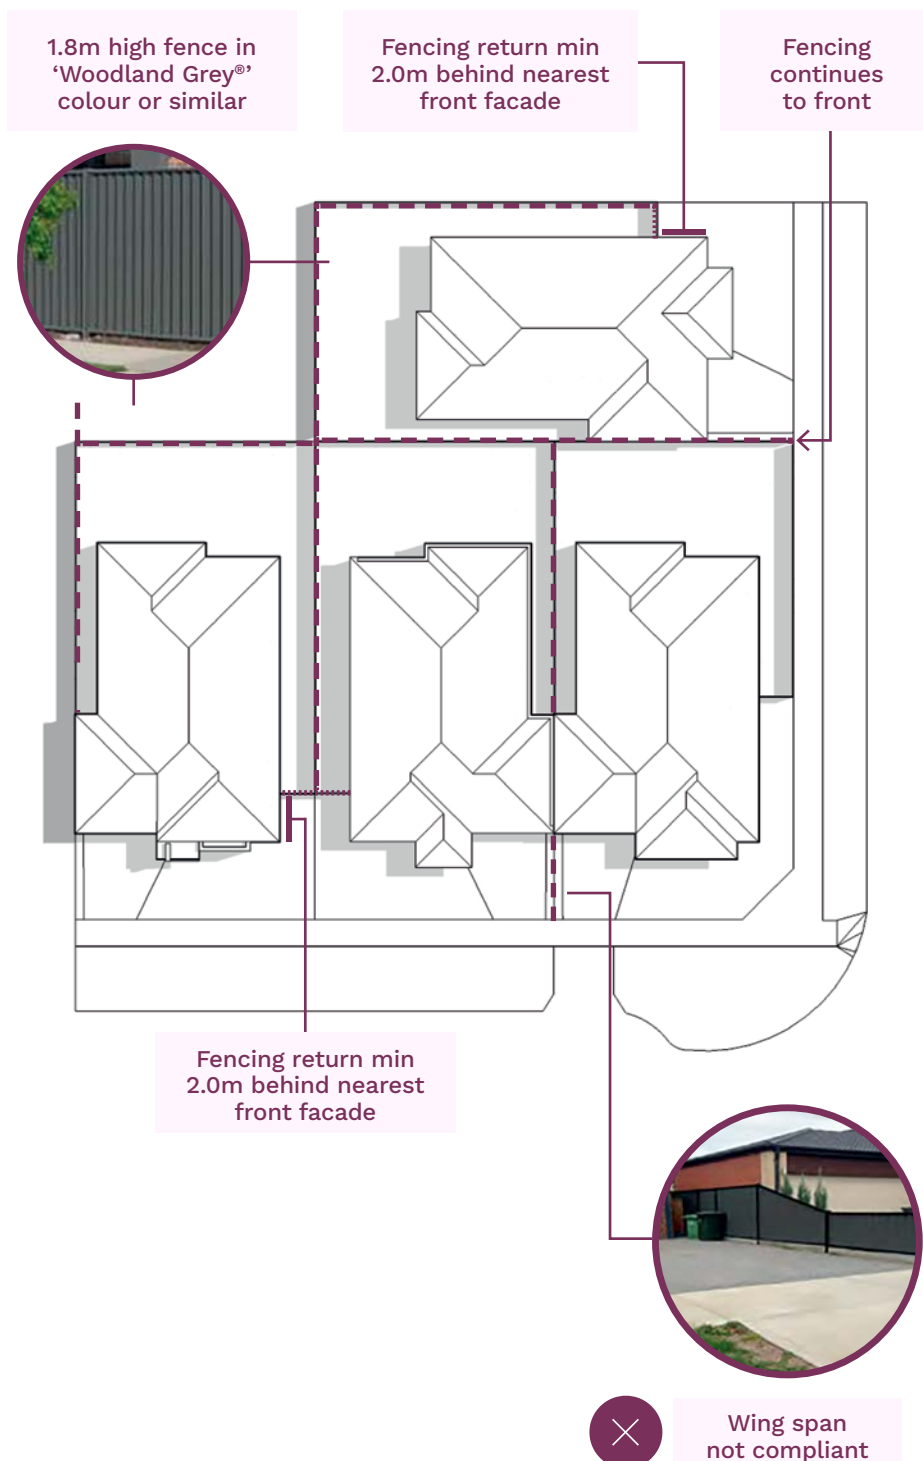 1.8m high fence in
‘Woodland Grey®’
colour or similar
Fencing return min
2.0m behind nearest
front facade
Fencing
continues
to front
Fencing return min
2.0m behind nearest
front facade
Wing span
not compliant